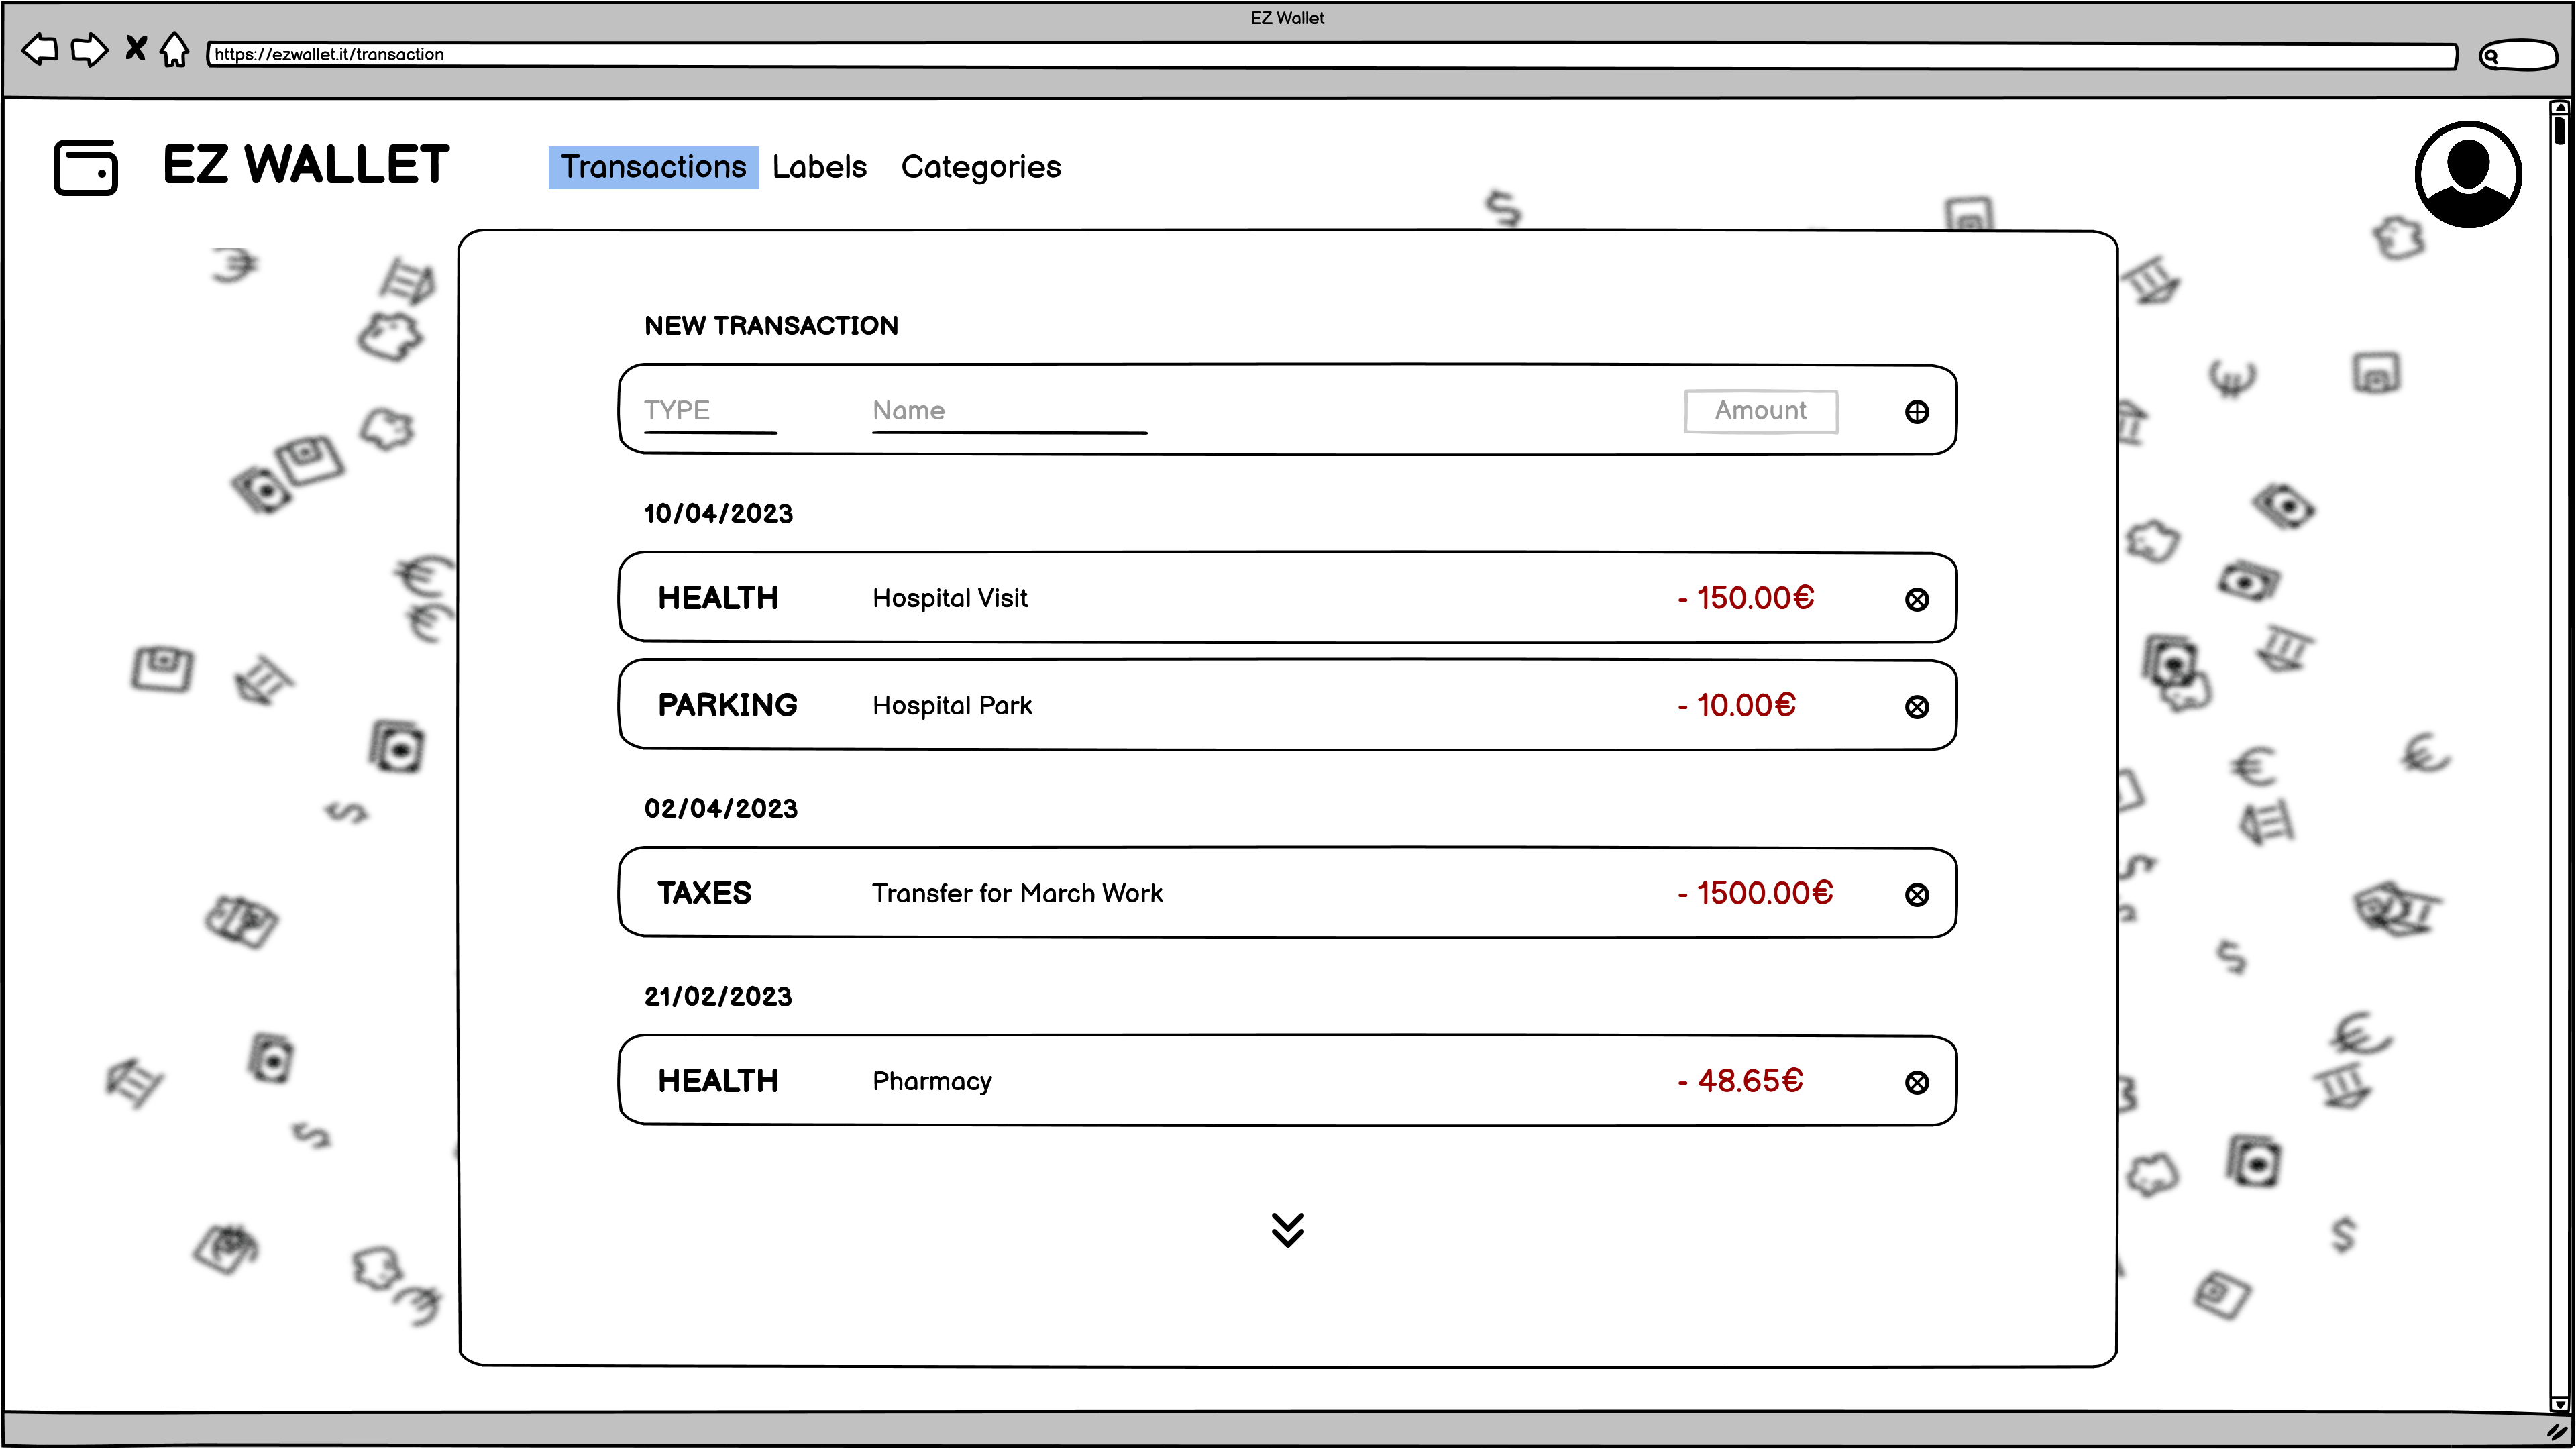 EZ Wallet
https://ezwallet.it/transaction
EZ WALLET Transactions Labels Categories
NEW TRANSACTION
TYPE Name Amount
10/04/2023
HEALTH Hospital Visit - 150.00€
PARKING Hospital Park - 10.00€
02/04/2023
TAXES Transfer for March Work - 1500.00€
21/02/2023
HEALTH Pharmacy - 48.65€